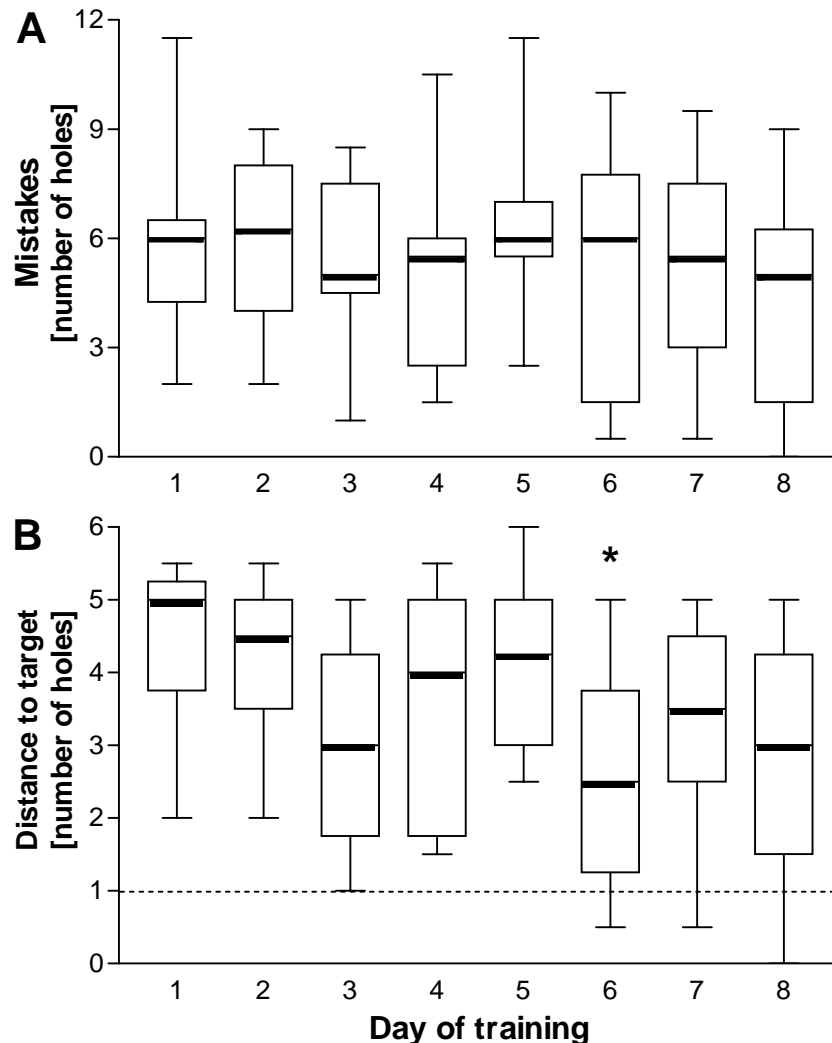 A
Mistakes
[number of holes]
12
9
6
3
0
1 2 3 4 5 6 7 8
B
Distance to target
[number of holes]
6
5
4
3
2
1
0
*
1 2 3 4 5 6 7 8
Day of training